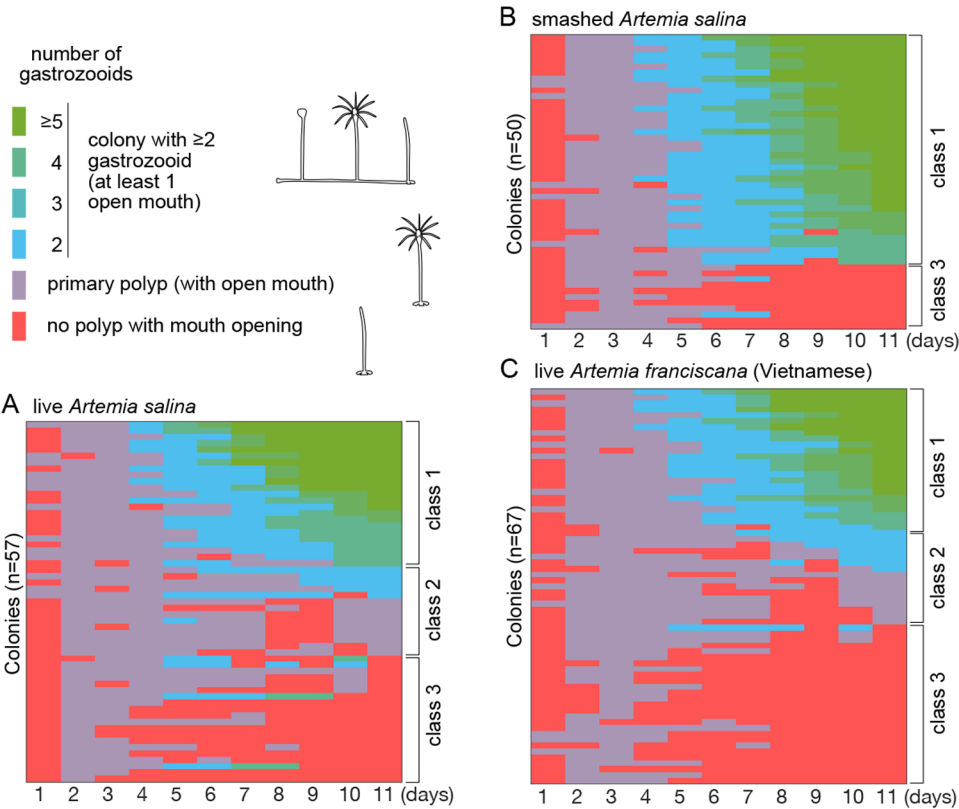 number of
gastrozooids
≥5
4
3
2
colony with ≥2
gastrozooid
(at least 1
open mouth)
primary polyp (with open mouth)
no polyp with mouth opening
A live Artemia salina
Colonies (n=57)
class 1
class 2
class 3
1 2 3 4 5 6 7 8 9 10 11 (days)
B smashed Artemia salina
Colonies (n=50)
class 1
class 3
1 2 3 4 5 6 7 8 9 10 11 (days)
C live Artemia franciscana (Vietnamese)
Colonies (n=67)
class 1
class 2
class 3
1 2 3 4 5 6 7 8 9 10 11 (days)